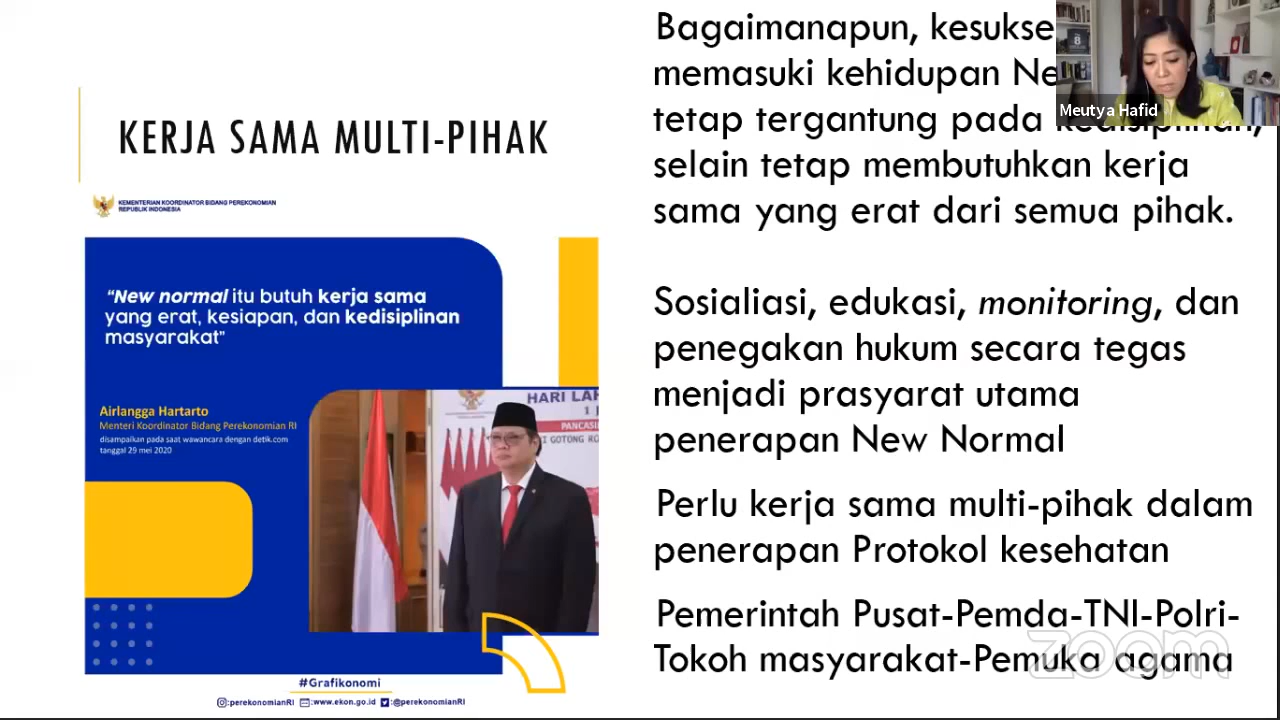 KERJA SAMA MULTI-PIHAK
KEMENTERIAN KOORDINATOR BIDANG PEREKONOMIAN
REPUBLIK INDONESIA
"New normal itu butuh kerja sama
yang erat, kesiapan, dan kedisiplinan
masyarakat"
Airlangga Hartarto
Menteri Koordinator Bidang Perekonomian RI
disampaikan pada saat wawancara dengan detik.com
tanggal 29 mei 2020
HARI LAH
PANCASI
GOTONG RO
#Grafikonomi
:perekonomianRI :www.ekon.go.id :@perekonomianRI
Bagaimanapun, kesukse
memasuki kehidupan Ne
tetap tergantung pada kedisiplinan,
selain tetap membutuhkan kerja
sama yang erat dari semua pihak.
Sosialiasi, edukasi, monitoring, dan
penegakan hukum secara tegas
menjadi prasyarat utama
penerapan New Normal
Perlu kerja sama multi-pihak dalam
penerapan Protokol kesehatan
Pemerintah Pusat-Pemda-TNI-Polri-
Tokoh masyarakat-Pemuka agama
Meutya Hafid
zoom